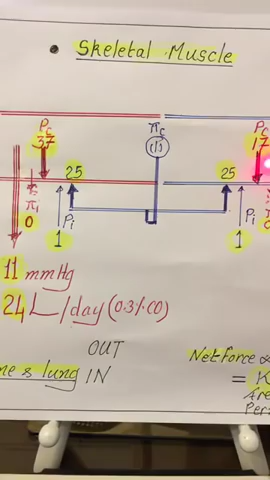 • Skeletal Muscle
Pc
37
25
πc
25
Pc
17
πi
0
Pi
1
Pi
1
11 mmHg
24 L/day (0.3% CO)
OUT
IN
lung
Net force
=